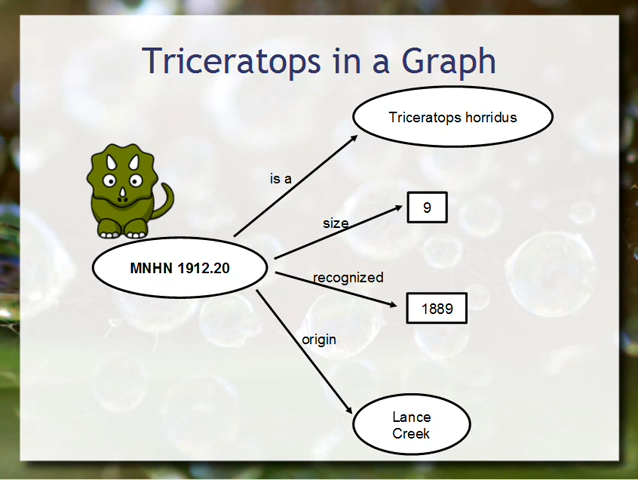 Triceratops in a Graph
Triceratops horridus
is a
size
9
MNHN 1912.20
recognized
1889
origin
Lance
Creek